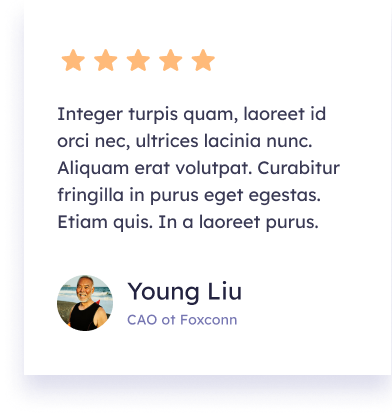 Integer turpis quam, laoreet id
orci nec, ultrices lacinia nunc.
Aliquam erat volutpat. Curabitur
fringilla in purus eget egestas.
Etiam quis. In a laoreet purus.
Young Liu
CAO ot Foxconn